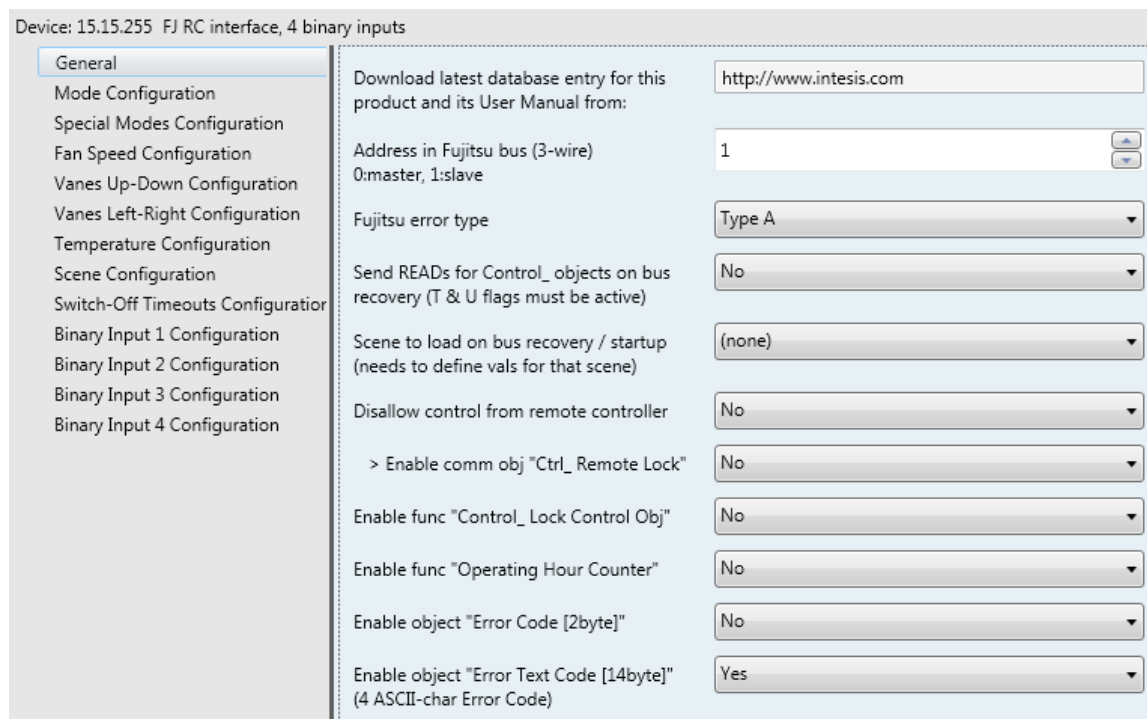 Device: 15.15.255 FJ RC interface, 4 binary inputs
General
Mode Configuration
Special Modes Configuration
Fan Speed Configuration
Vanes Up-Down Configuration
Vanes Left-Right Configuration
Temperature Configuration
Scene Configuration
Switch-Off Timeouts Configuration
Binary Input 1 Configuration
Binary Input 2 Configuration
Binary Input 3 Configuration
Binary Input 4 Configuration
Download latest database entry for this
product and its User Manual from:
http://www.intesis.com
Address in Fujitsu bus (3-wire)
0:master, 1:slave
1
Fujitsu error type
Type A
Send READs for Control_ objects on bus
recovery (T & U flags must be active)
No
Scene to load on bus recovery / startup
(needs to define vals for that scene)
(none)
Disallow control from remote controller
No
> Enable comm obj "Ctrl_ Remote Lock"
No
Enable func "Control_ Lock Control Obj"
No
Enable func "Operating Hour Counter"
No
Enable object "Error Code [2byte]"
No
Enable object "Error Text Code [14byte]"
(4 ASCII-char Error Code)
Yes